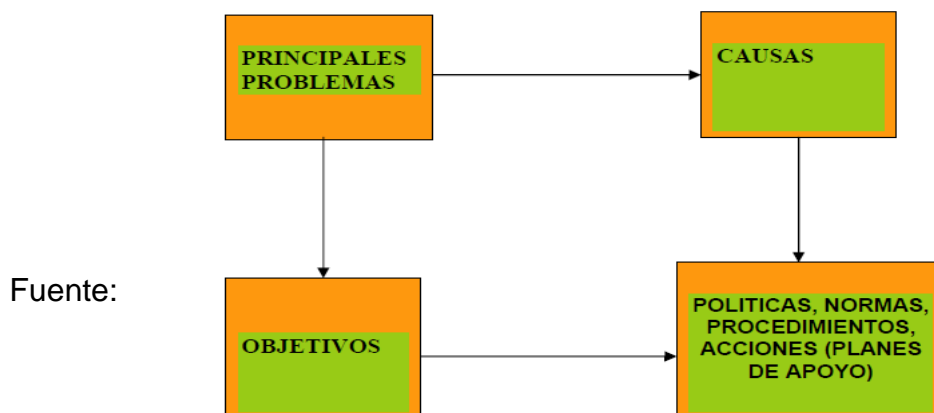 PRINCIPALES
PROBLEMAS
CAUSAS
Fuente:
OBJETIVOS
POLITICAS, NORMAS,
PROCEDIMIENTOS,
ACCIONES (PLANES
DE APOYO)